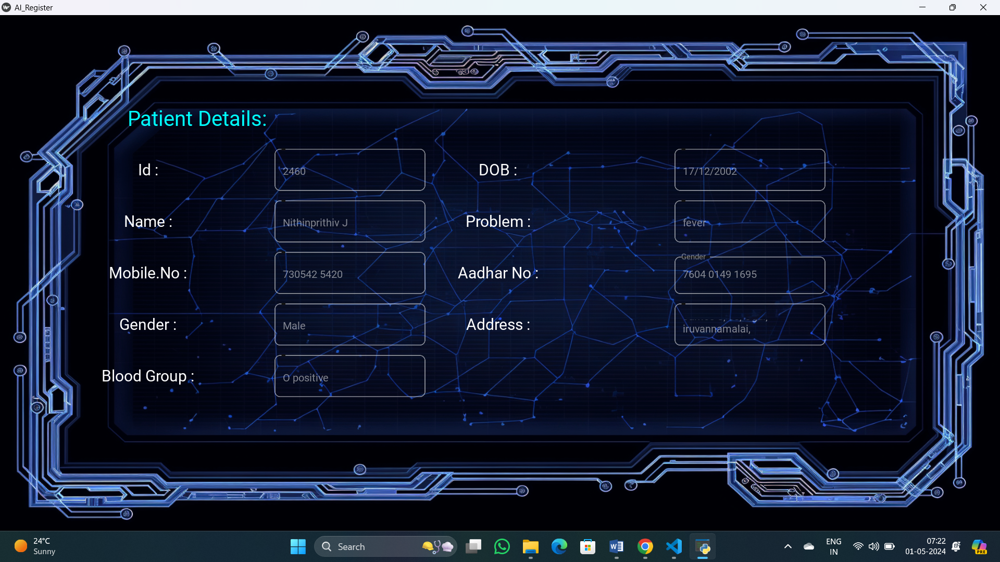 AI_Register
Patient Details:
Id :
2460
DOB :
17/12/2002
Name :
Nithinprithiv J
Problem :
fever
Mobile.No :
730542 5420
Aadhar No :
Gender
7604 0149 1695
Gender :
Male
Address :
iruvannamalai,
Blood Group :
O positive
24°C
Sunny
Search
ENG
IN
07:22
01-05-2024
PRE